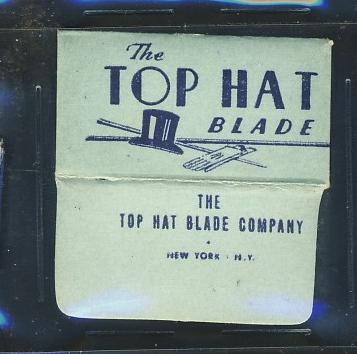 The
TOP HAT
BLADE
THE
TOP HAT BLADE COMPANY
NEW YORK · N.Y.